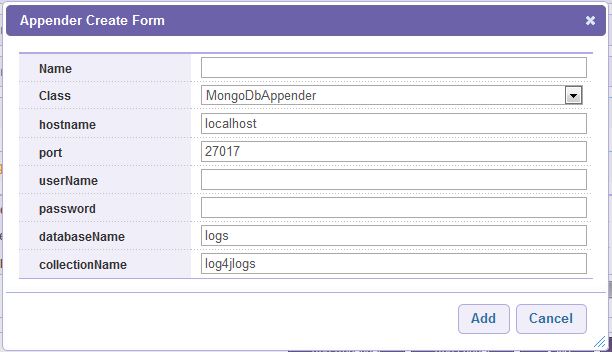 Appender Create Form
Name
Class MongoDbAppender
hostname localhost
port 27017
userName
password
databaseName logs
collectionName log4jlogs
Add Cancel